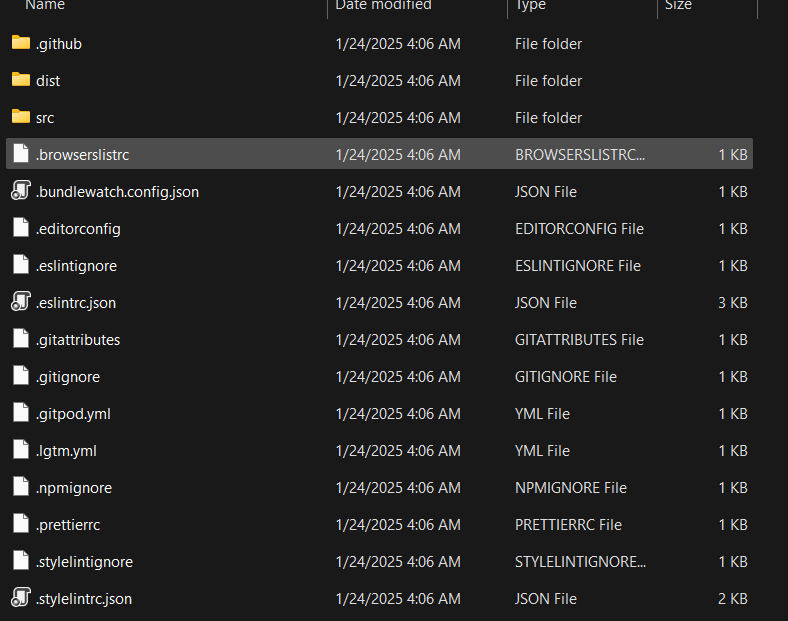 Name Date modified Type Size
.github 1/24/2025 4:06 AM File folder
dist 1/24/2025 4:06 AM File folder
src 1/24/2025 4:06 AM File folder
.browserslistrc 1/24/2025 4:06 AM BROWSERSLISTRC... 1 KB
.bundlewatch.config.json 1/24/2025 4:06 AM JSON File 1 KB
.editorconfig 1/24/2025 4:06 AM EDITORCONFIG File 1 KB
.eslintignore 1/24/2025 4:06 AM ESLINTIGNORE File 1 KB
.eslintrc.json 1/24/2025 4:06 AM JSON File 3 KB
.gitattributes 1/24/2025 4:06 AM GITATTRIBUTES File 1 KB
.gitignore 1/24/2025 4:06 AM GITIGNORE File 1 KB
.gitpod.yml 1/24/2025 4:06 AM YML File 1 KB
.lgtm.yml 1/24/2025 4:06 AM YML File 1 KB
.npmignore 1/24/2025 4:06 AM NPMIGNORE File 1 KB
.prettierrc 1/24/2025 4:06 AM PRETTIERRC File 1 KB
.stylelintignore 1/24/2025 4:06 AM STYLELINTIGNORE... 1 KB
.stylelintrc.json 1/24/2025 4:06 AM JSON File 2 KB